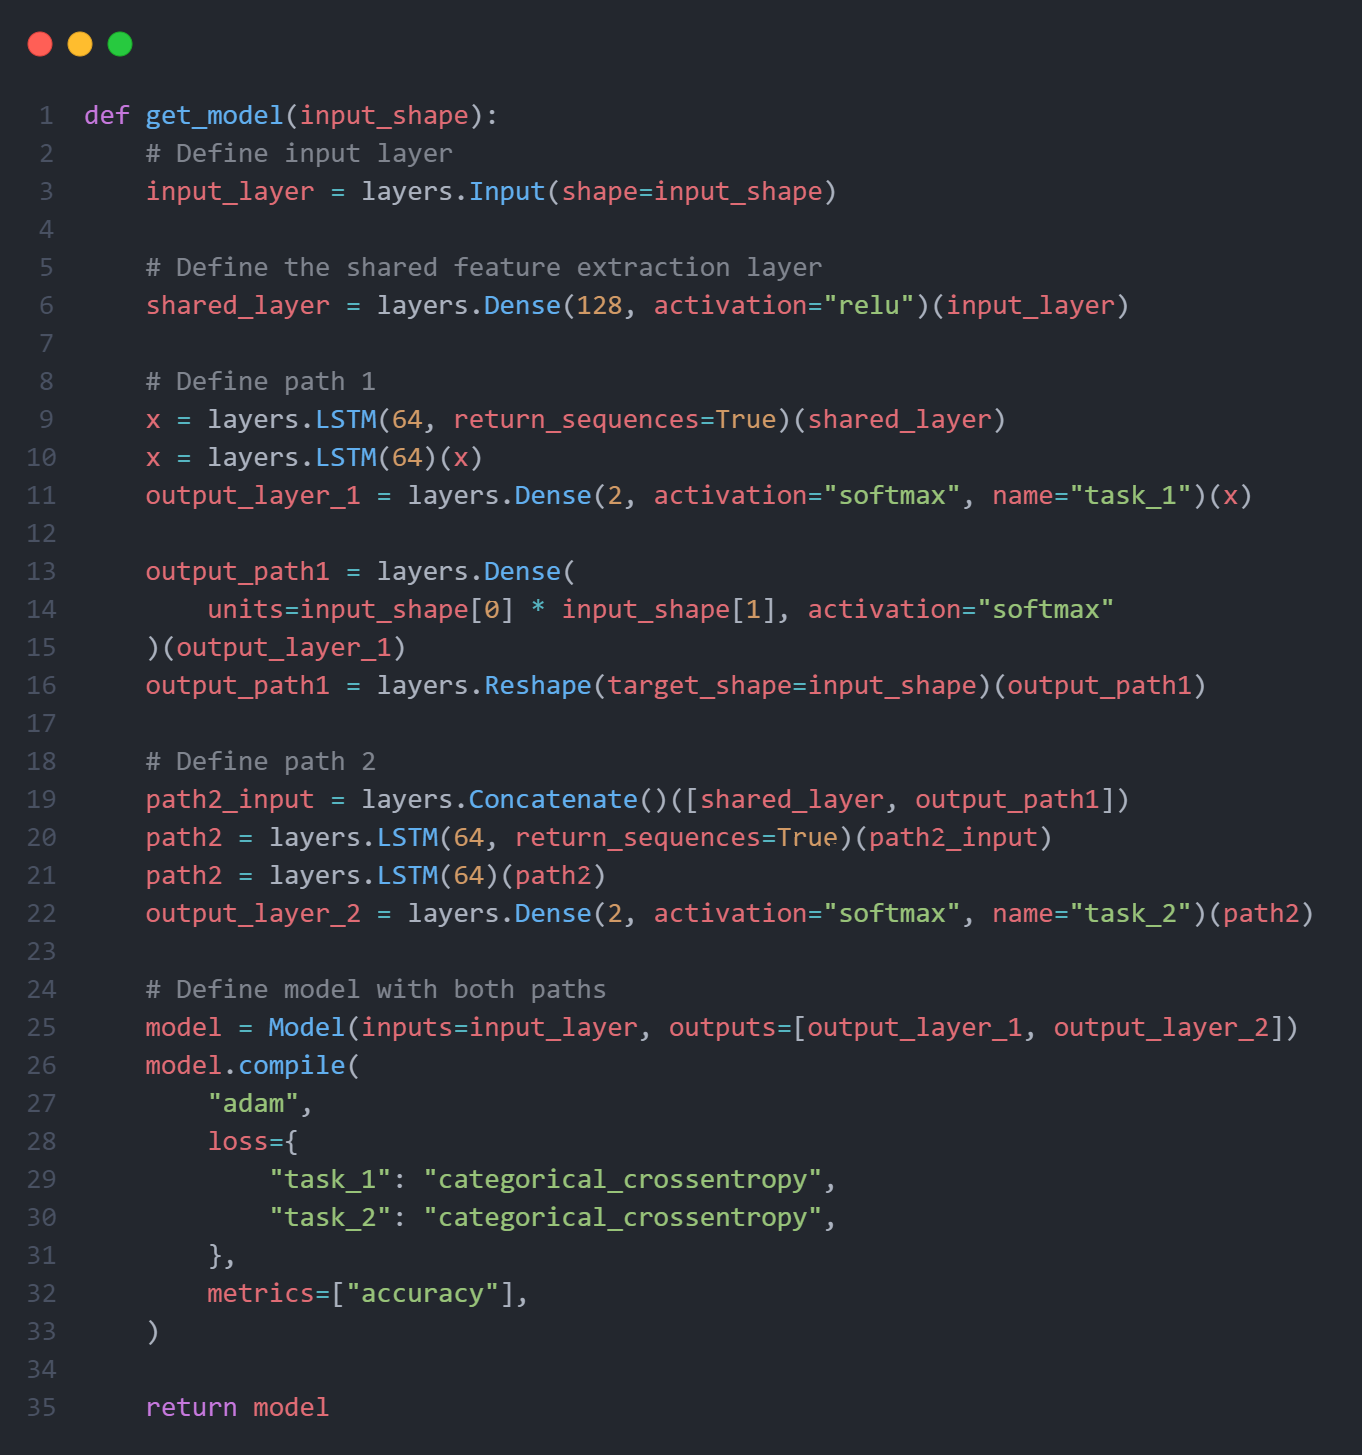 1 def get_model(input_shape):
2     # Define input layer
3     input_layer = layers.Input(shape=input_shape)
4
5     # Define the shared feature extraction layer
6     shared_layer = layers.Dense(128, activation="relu")(input_layer)
7
8     # Define path 1
9     x = layers.LSTM(64, return_sequences=True)(shared_layer)
10     x = layers.LSTM(64)(x)
11     output_layer_1 = layers.Dense(2, activation="softmax", name="task_1")(x)
12
13     output_path1 = layers.Dense(
14         units=input_shape[0] * input_shape[1], activation="softmax"
15     )(output_layer_1)
16     output_path1 = layers.Reshape(target_shape=input_shape)(output_path1)
17
18     # Define path 2
19     path2_input = layers.Concatenate()([shared_layer, output_path1])
20     path2 = layers.LSTM(64, return_sequences=True)(path2_input)
21     path2 = layers.LSTM(64)(path2)
22     output_layer_2 = layers.Dense(2, activation="softmax", name="task_2")(path2)
23
24     # Define model with both paths
25     model = Model(inputs=input_layer, outputs=[output_layer_1, output_layer_2])
26     model.compile(
27         "adam",
28         loss={
29             "task_1": "categorical_crossentropy",
30             "task_2": "categorical_crossentropy",
31         },
32         metrics=["accuracy"],
33     )
34
35     return model